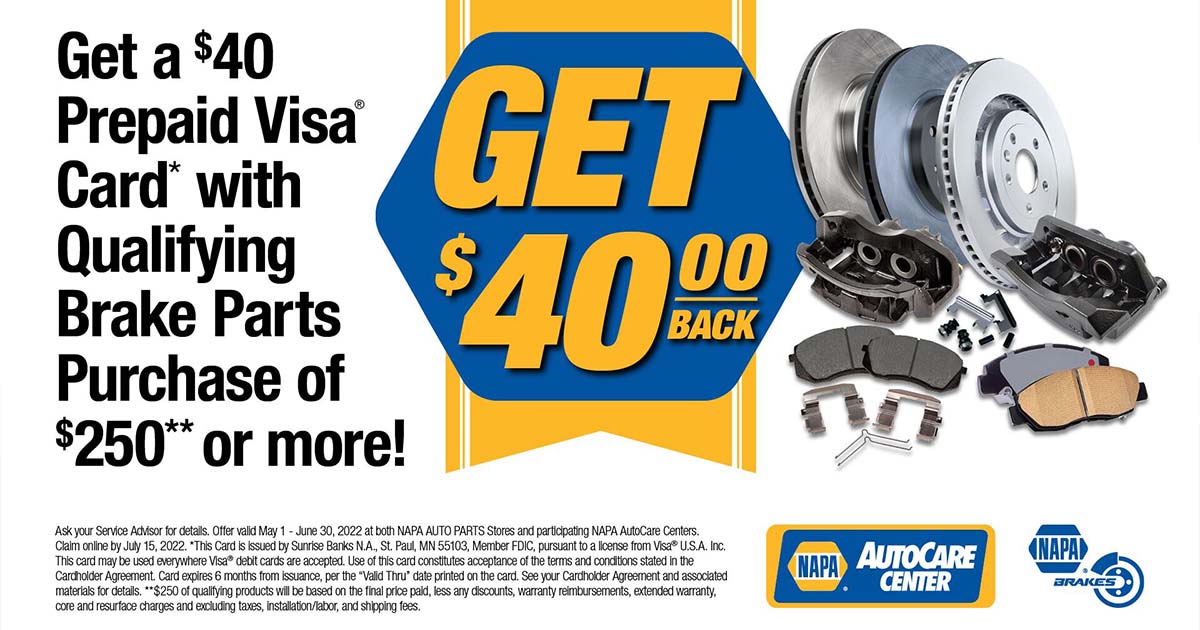 Get a $40
Prepaid Visa®
Card* with
Qualifying
Brake Parts
Purchase of
$250** or more!
GET
$4000
BACK
Ask your Service Advisor for details. Offer valid May 1 - June 30, 2022 at both NAPA AUTO PARTS Stores and participating NAPA AutoCare Centers.
Claim online by July 15, 2022. *This Card is issued by Sunrise Banks N.A., St. Paul, MN 55103, Member FDIC, pursuant to a license from Visa® U.S.A. Inc.
This card may be used everywhere Visa® debit cards are accepted. Use of this card constitutes acceptance of the terms and conditions stated in the
Cardholder Agreement. Card expires 6 months from issuance, per the “Valid Thru” date printed on the card. See your Cardholder Agreement and associated
materials for details. **$250 of qualifying products will be based on the final price paid, less any discounts, warranty reimbursements, extended warranty,
core and resurface charges and excluding taxes, installation/labor, and shipping fees.
NAPA AUTOCARE
CENTER
NAPA®
BRAKES